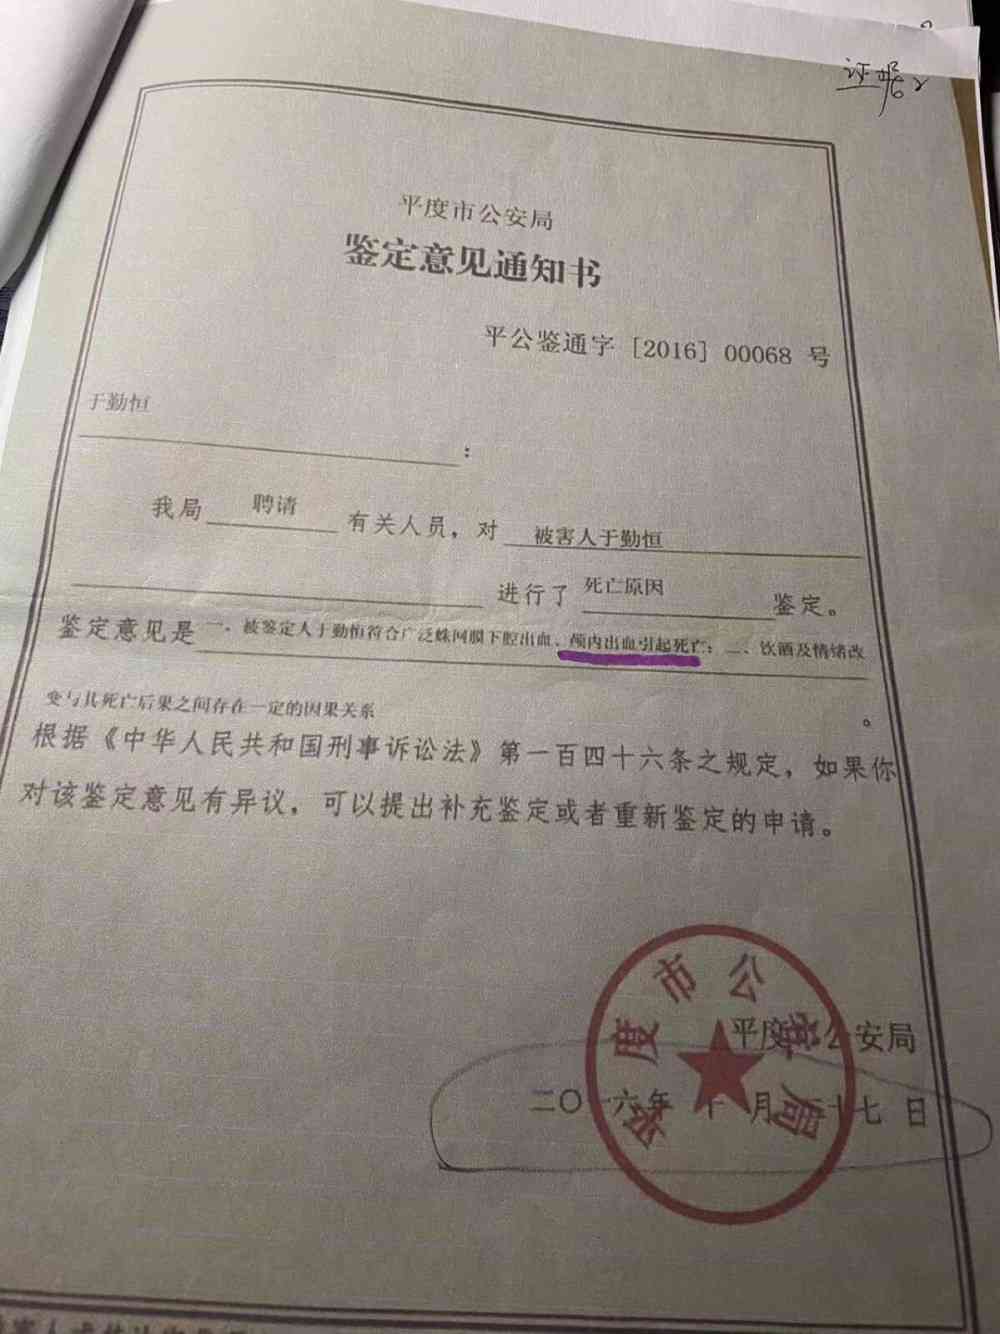 证据2
平度市公安局
鉴定意见通知书
平公鉴通字［2016］00068 号
于勤恒
：
我局 聘请 有关人员，对 被害人于勤恒
进行了 死亡原因 鉴定。
鉴定意见是 一、被鉴定人于勤恒符合广泛蛛网膜下腔出血、颅内出血引起死亡；二、饮酒及情绪改
变与其死亡后果之间存在一定的因果关系 。
根据《中华人民共和国刑事诉讼法》第一百四十六条之规定，如果你
对该鉴定意见有异议，可以提出补充鉴定或者重新鉴定的申请。
平度市公安局
平度 公安局
二〇一六年 十 月 十七 日